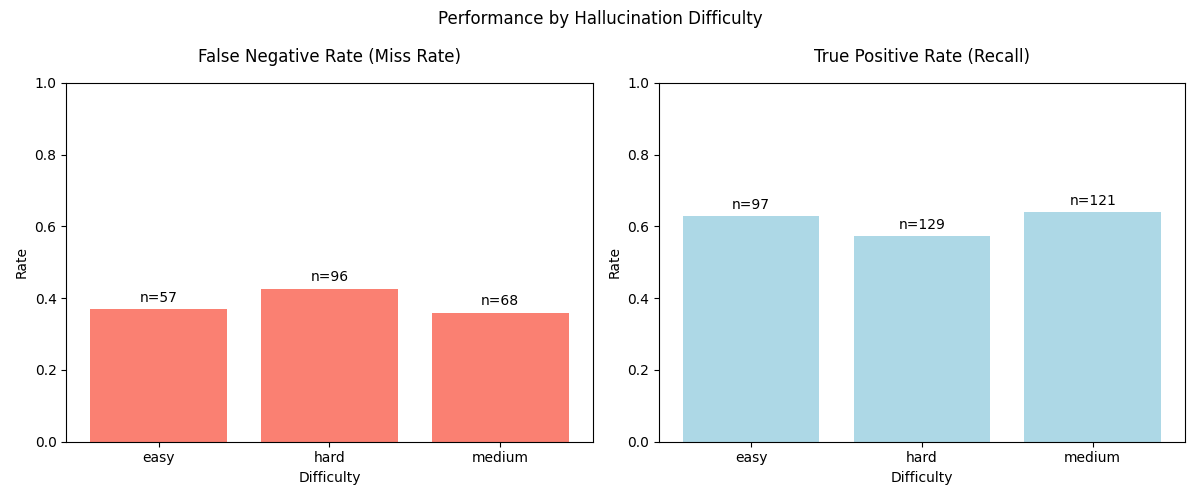 Performance by Hallucination Difficulty
False Negative Rate (Miss Rate)
1.0
0.8
0.6
0.4
0.2
0.0
Rate
n=57
n=96
n=68
easy
hard
medium
Difficulty
True Positive Rate (Recall)
1.0
0.8
0.6
0.4
0.2
0.0
Rate
n=97
n=129
n=121
easy
hard
medium
Difficulty